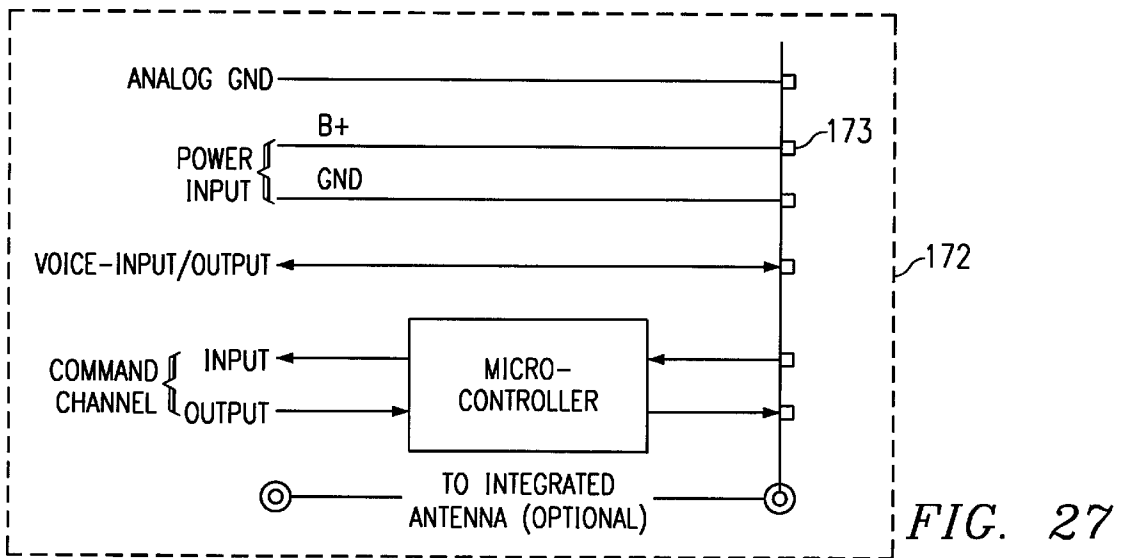 ANALOG GND
B+
173
POWER
INPUT
GND
VOICE-INPUT/OUTPUT
172
COMMAND
CHANNEL
INPUT
OUTPUT
MICRO-
CONTROLLER
TO INTEGRATED
ANTENNA (OPTIONAL)
FIG. 27